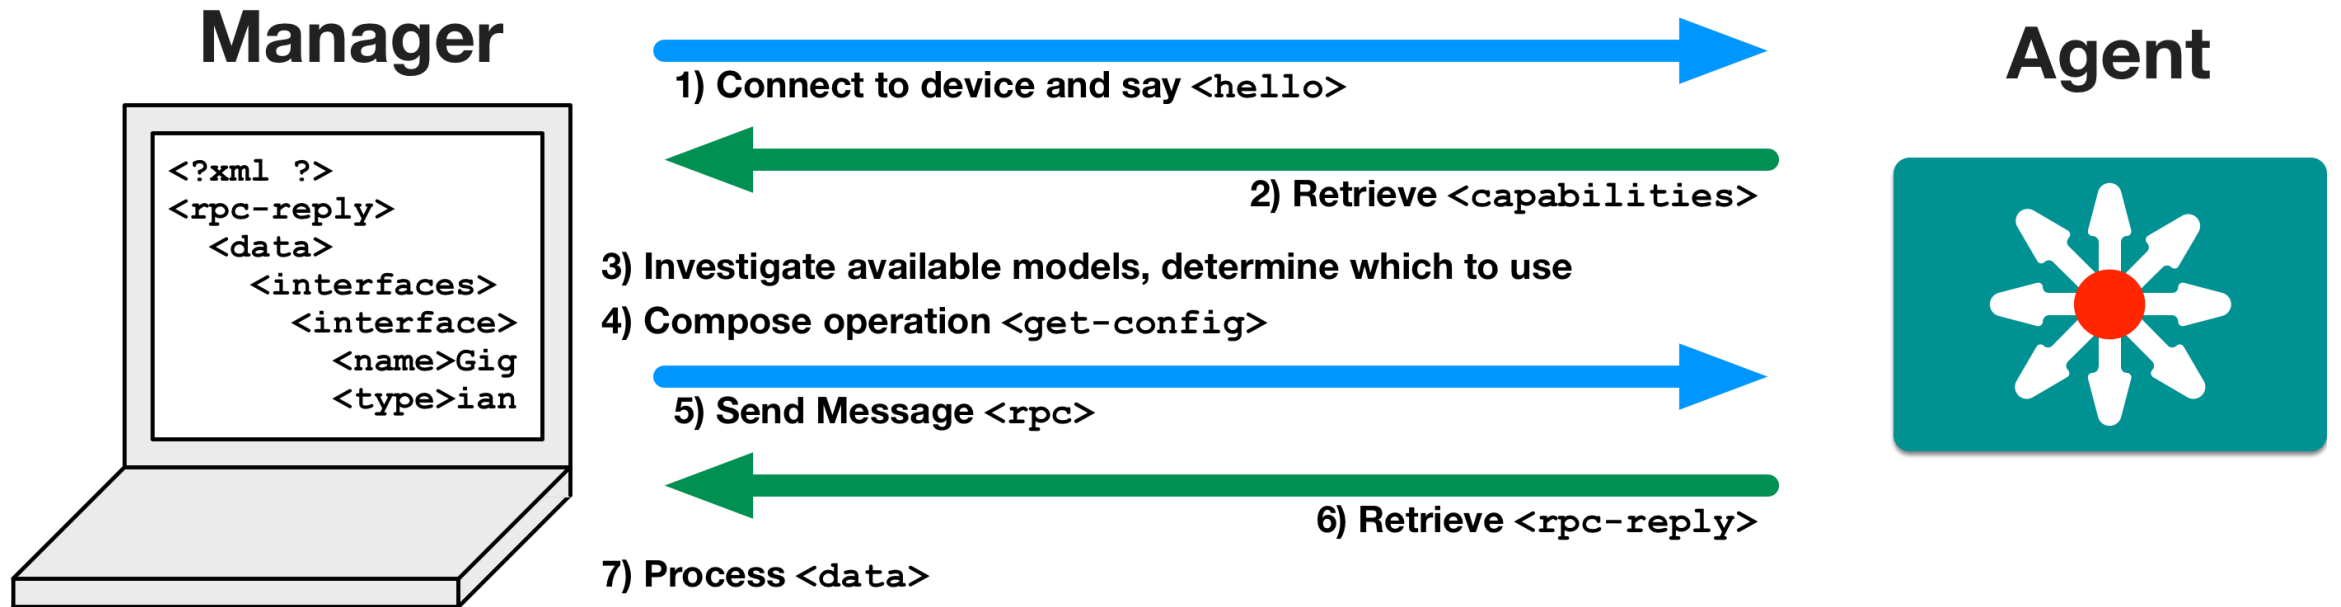 Manager
Agent
<?xml ?>
<rpc-reply>
<data>
<interfaces>
<interface>
<name>Gig
<type>ian
1) Connect to device and say <hello>
2) Retrieve <capabilities>
3) Investigate available models, determine which to use
4) Compose operation <get-config>
5) Send Message <rpc>
6) Retrieve <rpc-reply>
7) Process <data>